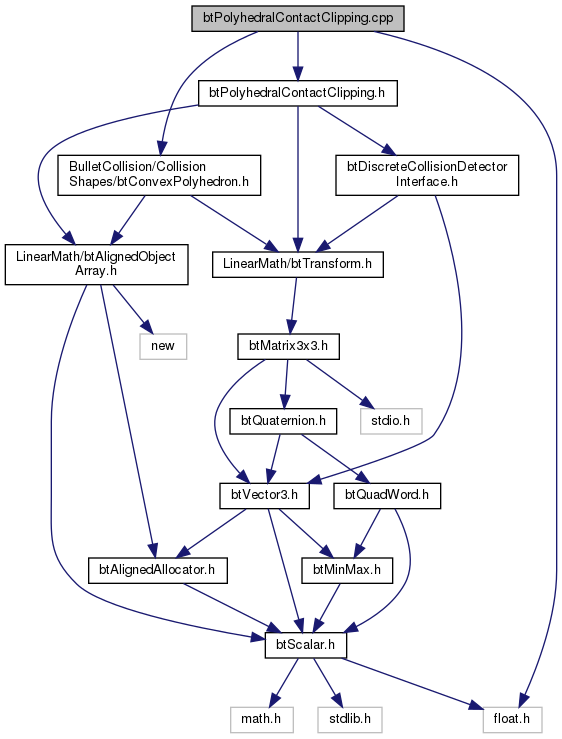 btPolyhedralContactClipping.cpp
btPolyhedralContactClipping.h
BulletCollision/Collision
Shapes/btConvexPolyhedron.h
btDiscreteCollisionDetector
Interface.h
LinearMath/btAlignedObject
Array.h
LinearMath/btTransform.h
new
btMatrix3x3.h
btQuaternion.h
stdio.h
btVector3.h
btQuadWord.h
btAlignedAllocator.h
btMinMax.h
btScalar.h
math.h
stdlib.h
float.h